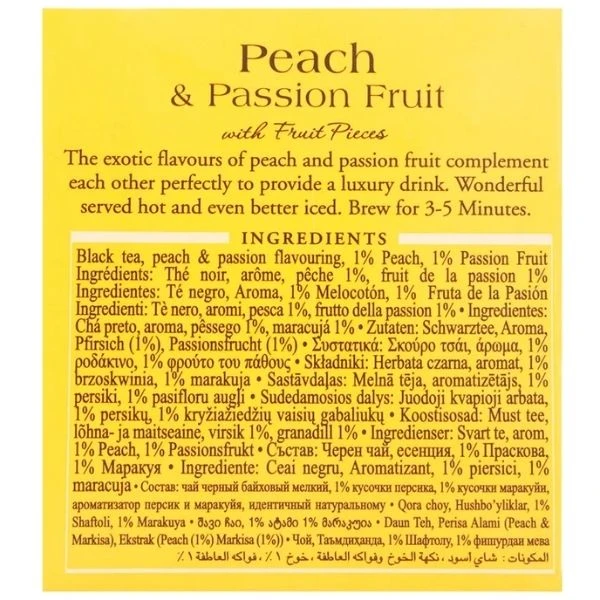 Peach
& Passion Fruit
with Fruit Pieces
The exotic flavours of peach and passion fruit complement
each other perfectly to provide a luxury drink. Wonderful
served hot and even better iced. Brew for 3-5 Minutes.
INGREDIENTS
Black tea, peach & passion flavouring, 1% Peach, 1% Passion Fruit
Ingrédients: Thé noir, arôme, pêche 1%, fruit de la passion 1%
Ingredientes: Té negro, Aroma, 1% Melocotón, 1% Fruta de la Pasión
Ingredienti: Tè nero, aromi, pesca 1%, frutto della passion 1% • Ingredientes:
Chá preto, aroma, pêssego 1%, maracujá 1% • Zutaten: Schwarztee, Aroma,
Pfirsich (1%), Passionsfrucht (1%) • Συστατικά: Σκούρο τσάι, άρωμα, 1%
ροδάκινο, 1% φρούτο του πάθους • Składniki: Herbata czarna, aromat, 1%
brzoskwinia, 1% marakuja • Sastāvdaļas: Melnā tēja, aromatizētājs, 1%
persiki, 1% pasifloru augļi • Sudedamosios dalys: Juodoji kvapioji arbata,
1% persikų, 1% kryžiažiedžių vaisių gabaliukų • Koostisosad: Must tee,
lõhna- ja maitseaine, virsik 1%, granadill 1% • Ingredienser: Svart te, arom,
1% Peach, 1% Passionsfrukt • Състав: Черен чай, есенция, 1% Праскова,
1% Маракуя • Ingrediente: Ceai negru, Aromatizant, 1% piersici, 1%
maracuja • Состав: чай черный байховый мелкий, 1% кусочки персика, 1% кусочки маракуйи,
ароматизатор персик и маракуйя, идентичный натуральному • Qora choy, Hushbo'yliklar, 1%
Shaftoli, 1% Marakuya • შავი ჩაი, 1% ატამი 1% მარაკუია • Daun Teh, Perisa Alami (Peach &
Markisa), Ekstrak (Peach (1%) Markisa (1%)) • Чой, Таъмдиҳанда, 1% Шафтолу, 1% фишурдаи мева
المكونات: شاي اسود، نكهة الخوخ وفواكه العاطفة، خوخ ١٪، فواكه العاطفة ١٪